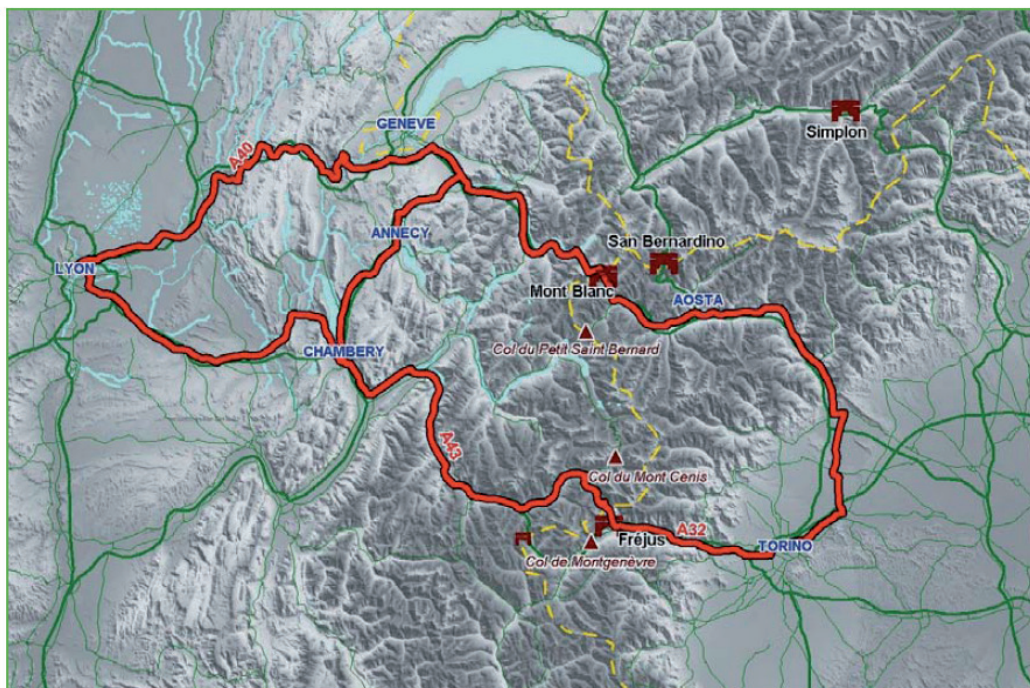 GENEVE
Simplon
A40
ANNECY
San Bernardino
LYON
Mont Blanc
AOSTA
CHAMBERY
Col du Petit Saint Bernard
A43
Col du Mont Cenis
A32
Fréjus
TORINO
Col de Montgenèvre